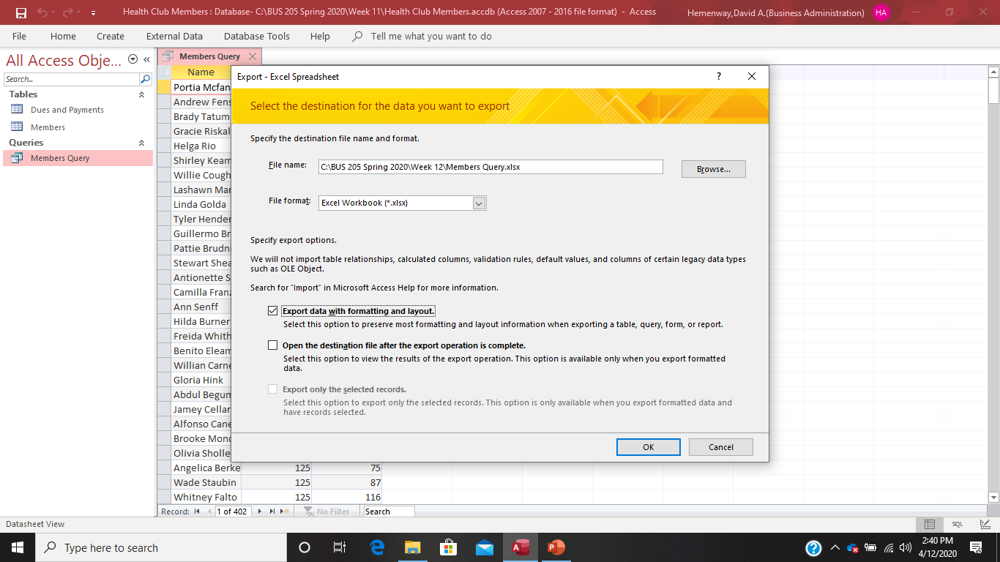 Health Club Members : Database- C:\BUS 205 Spring 2020\Week 11\Health Club Members.accdb (Access 2007 - 2016 file format) - Access
Hemenway,David A.(Business Administration)
HA
File
Home
Create
External Data
Database Tools
Help
Tell me what you want to do
All Access Obje...
Search...
Tables
Dues and Payments
Members
Queries
Members Query
Members Query
Name
Portia Mcfan
Andrew Fens
Brady Tatum
Gracie Riskal
Helga Rio
Shirley Keam
Willie Cough
Lashawn Mar
Linda Golda
Tyler Hender
Guillermo Br
Pattie Brudn
Stewart Shea
Antionette S
Camilla Franz
Ann Senff
Hilda Burner
Freida Whith
Benito Eleam
Willian Carne
Gloria Hink
Abdul Begum
Jamey Cellar
Alfonso Cane
Brooke Mono
Olivia Sholle
Angelica Berke 125 75
Wade Staubin 125 87
Whitney Falto 125 116
Export - Excel Spreadsheet
?
Select the destination for the data you want to export
Specify the destination file name and format.
File name: C:\BUS 205 Spring 2020\Week 12\Members Query.xlsx
Browse...
File format: Excel Workbook (*.xlsx)
Specify export options.
We will not import table relationships, calculated columns, validation rules, default values, and columns of certain legacy data types
such as OLE Object.
Search for "Import" in Microsoft Access Help for more information.
Export data with formatting and layout.
Select this option to preserve most formatting and layout information when exporting a table, query, form, or report.
Open the destination file after the export operation is complete.
Select this option to view the results of the export operation. This option is available only when you export formatted
data.
Export only the selected records.
Select this option to export only the selected records. This option is only available when you export formatted data and
have records selected.
OK
Cancel
Record: 1 of 402 No Filter Search
Datasheet View
SQL
Type here to search
2:40 PM
4/12/2020